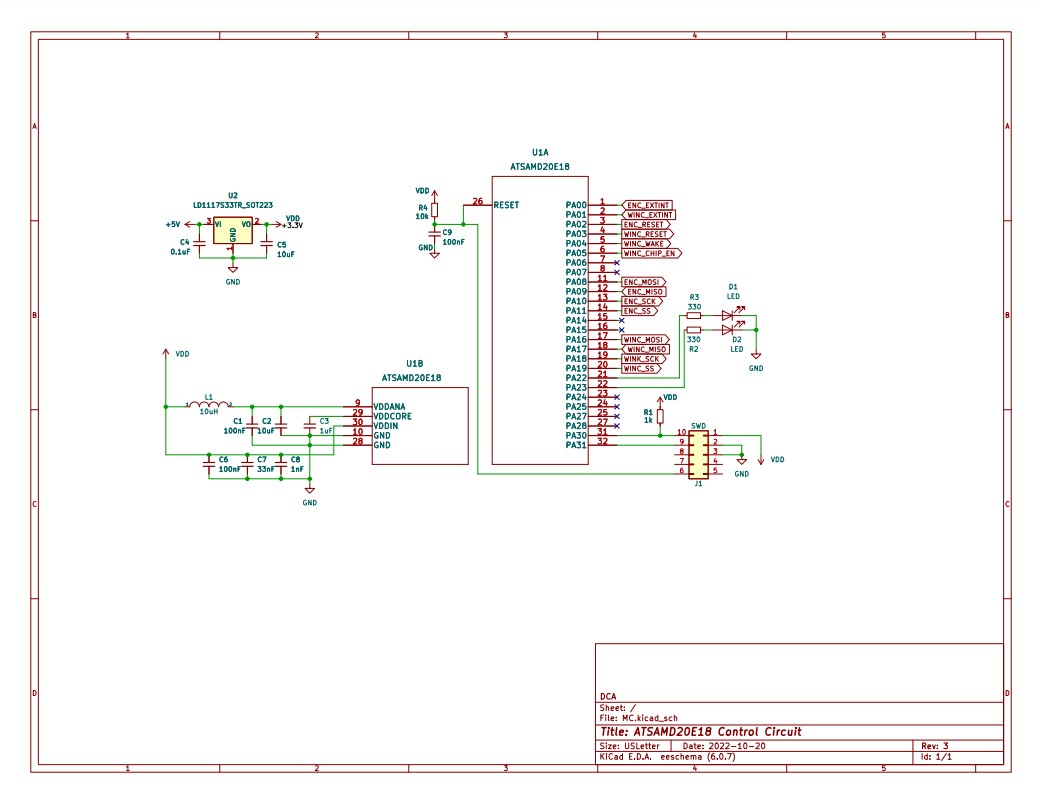 1 2 3 4 5
A
B
C
D
A
B
C
D
U1A
ATSAMD20E18
26 RESET
PA00 1 ENC_EXTINT
PA01 2 WINC_EXTINT
PA02 3 ENC_RESET
PA03 4 WINC_RESET
PA04 5 WINC_WAKE
PA05 6 WINC_CHIP_EN
PA06 7
PA07 8
PA08 11 ENC_MOSI
PA09 12 ENC_MISO
PA10 13 ENC_SCK
PA11 14 ENC_SS
PA14 15
PA15 16
PA16 17 WINC_MOSI
PA17 18 WINC_MISO
PA18 19 WINK_SCK
PA19 20 WINC_SS
PA22 21
PA23 22
PA24 23
PA25 24
PA27 25
PA28 27
PA30 31
PA31 32
U2
LD1117S33TR_SOT223
+5V 3 VI VO 2 VDD
+3.3V
GND
1
C4
0.1uF
C5
10uF
GND
VDD
R4
10k
C9
100nF
GND
R3
330
330
R2
D1
LED
D2
LED
GND
VDD
L1
1 2
10uH
C1
100nF
C2
10uF
C3
1uF
C6
100nF
C7
33nF
C8
1nF
GND
U1B
ATSAMD20E18
9 VDDANA
29 VDDCORE
30 VDDIN
10 GND
28 GND
VDD
R1
1k
SWD
10 1
9 2
8 3
7 4
6 5
J1
GND
VDD
DCA
Sheet: /
File: MC.kicad_sch
Title: ATSAMD20E18 Control Circuit
Size: USLetter Date: 2022-10-20 Rev: 3
KiCad E.D.A. eeschema (6.0.7) Id: 1/1
1 2 3 4 5